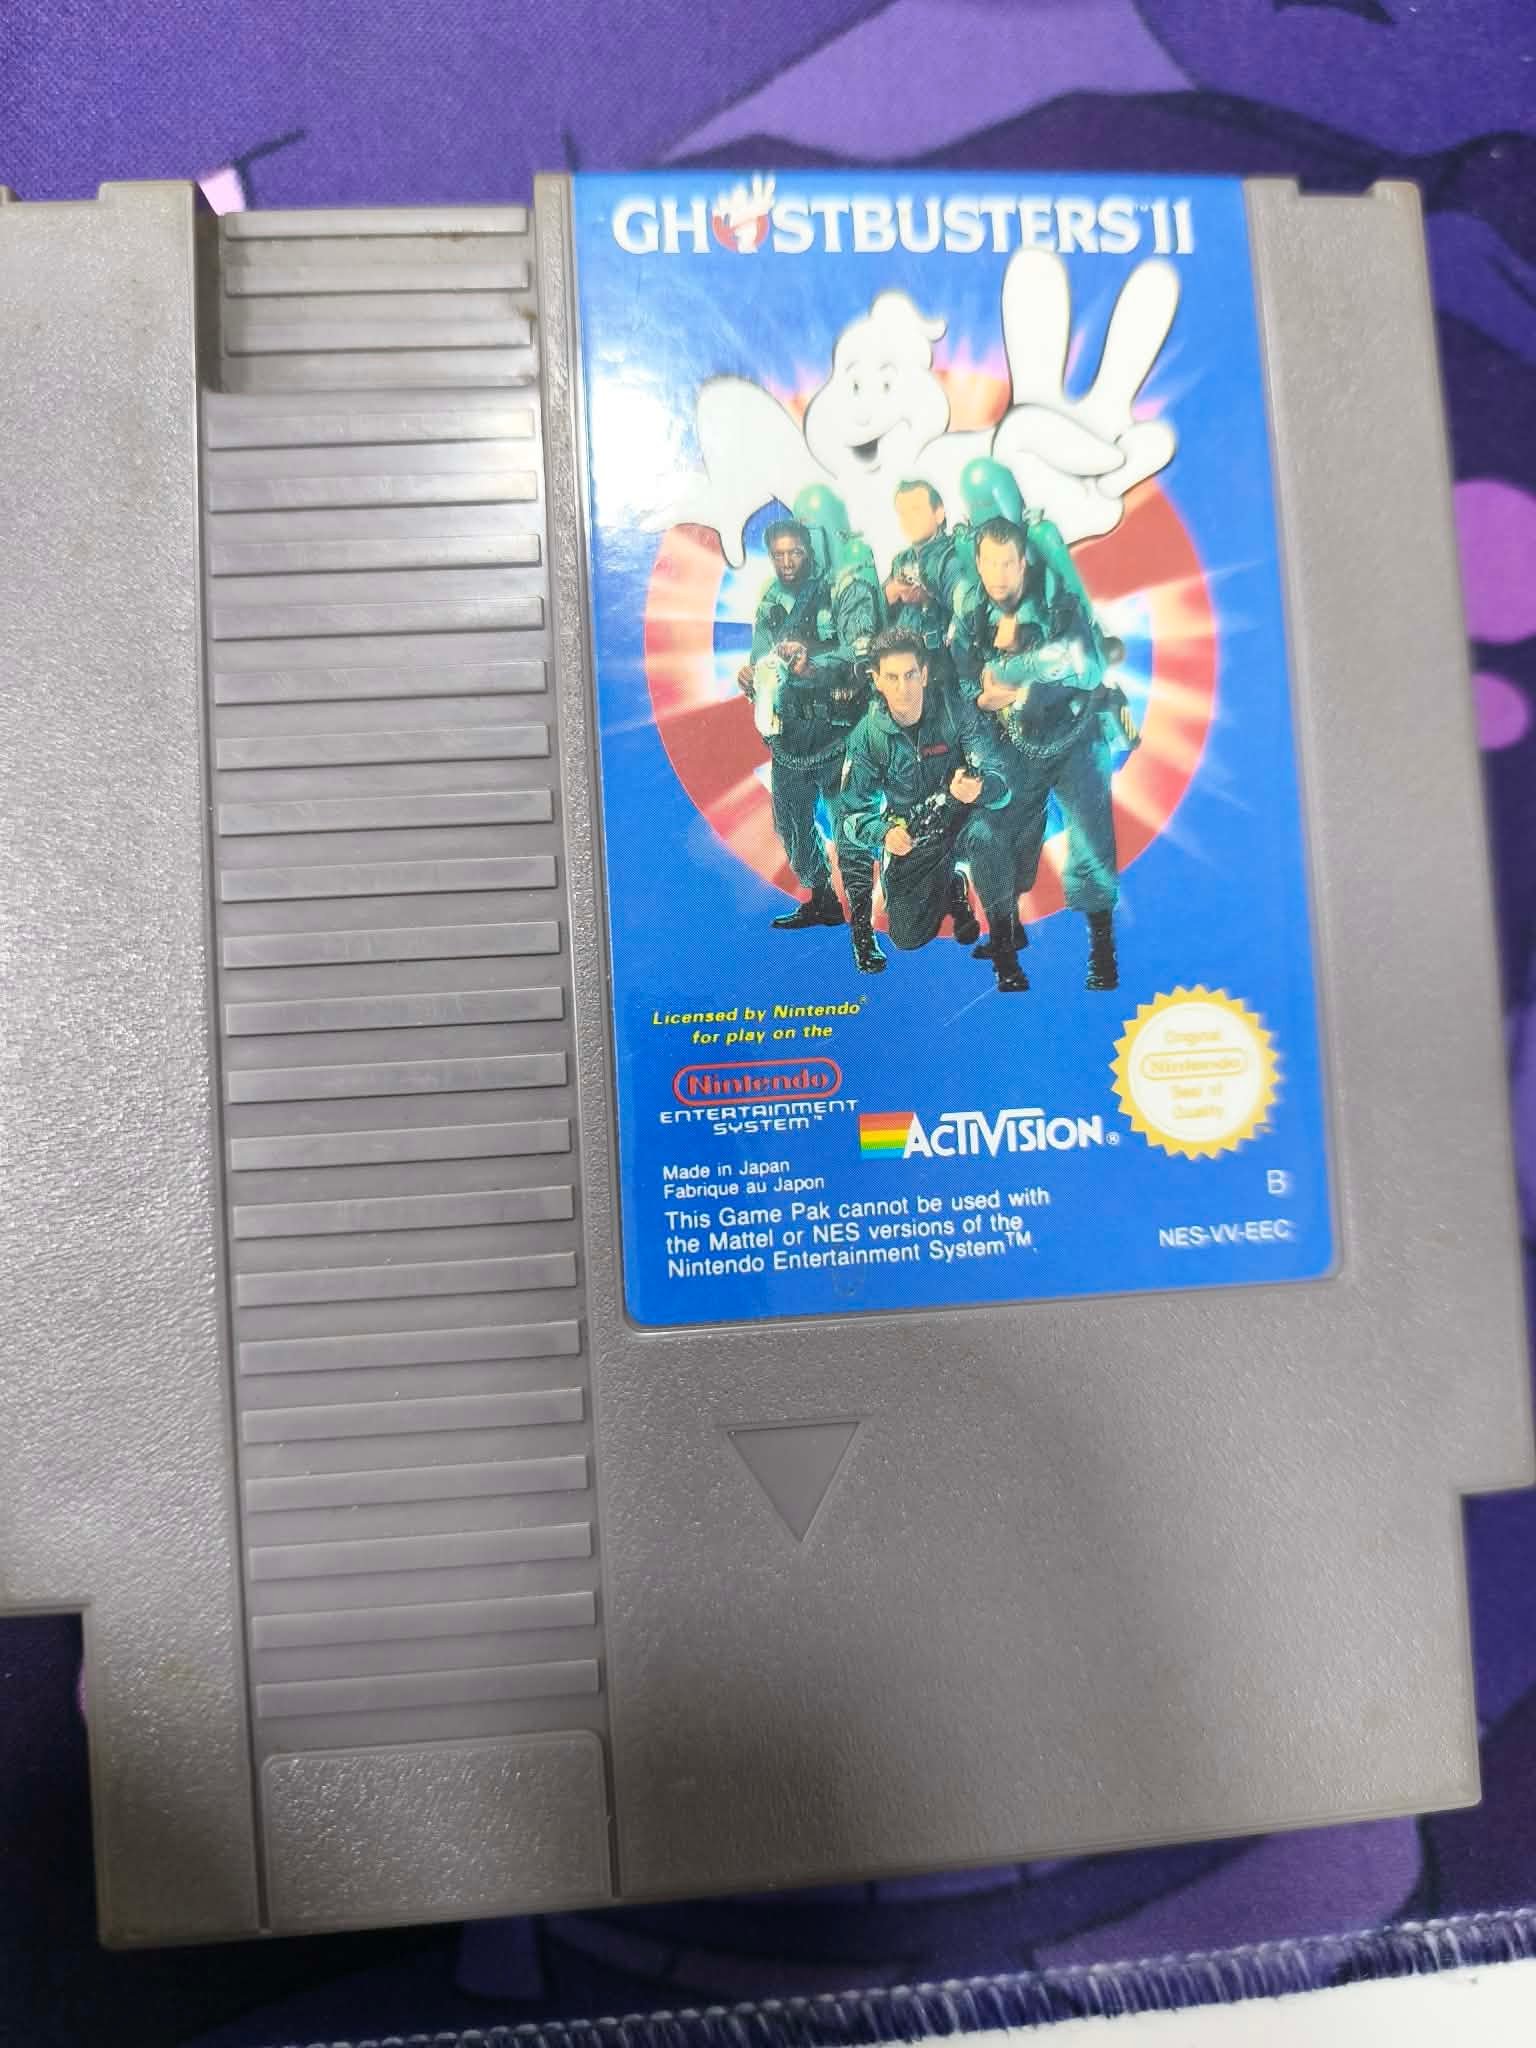 GHOSTBUSTERS™ II
Licensed by Nintendo®
for play on the
Nintendo
ENTERTAINMENT
SYSTEM™
ACTIVISION®
Original
Nintendo
Seal of
Quality
Made in Japan
Fabrique au Japon
This Game Pak cannot be used with
the Mattel or NES versions of the
Nintendo Entertainment System™.
B
NES-VV-EEC